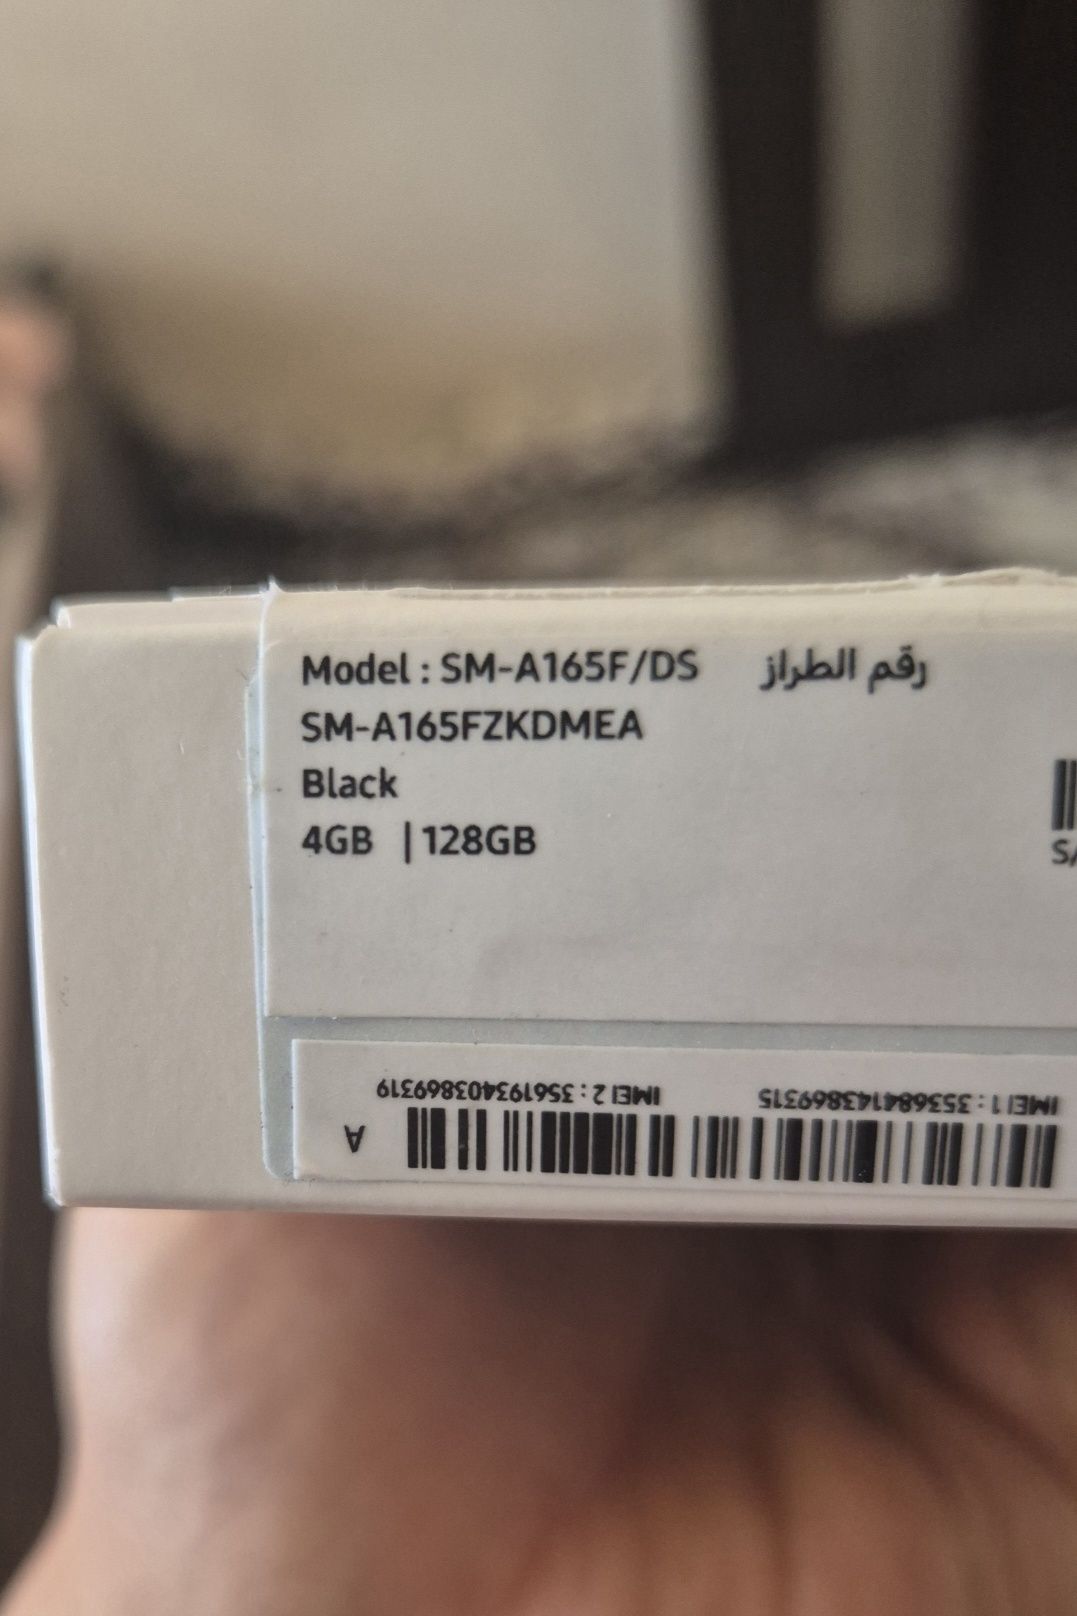 Model : SM-A165F/DS رقم الطراز
SM-A165FZKDMEA
Black
4GB | 128GB
S/
IMEI 1 : 353684143869315
IMEI 2 : 356193403869319
A